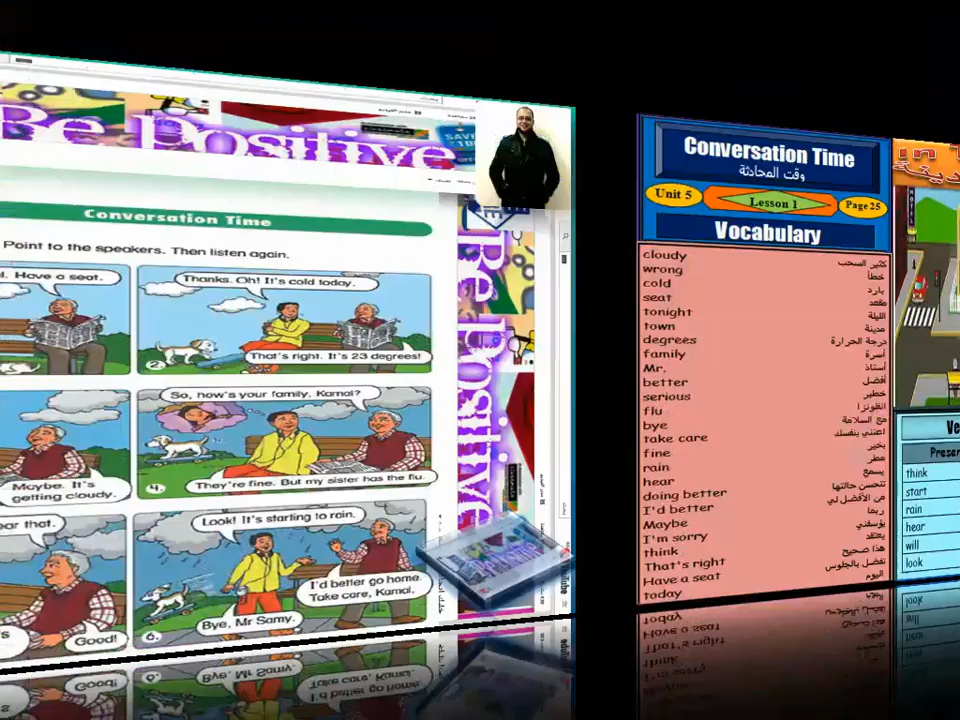 Be Positive
Conversation Time
Point to the speakers. Then listen again.
Have a seat.
Thanks. Oh! It's cold today.
That's right. It's 23 degrees!
2.
Maybe. It's
getting cloudy.
So, how's your family, Kamal?
4.
They're fine. But my sister has the flu.
ear that.
Good!
Look! It's starting to rain.
I'd better go home.
Take care, Kamal.
6.
Bye, Mr Samy.
Be Positive
Conversation Time
وقت المحادثة
Unit 5
Lesson 1
Page 25
Vocabulary
cloudy كثير السحب
wrong خطأ
cold بارد
seat مقعد
tonight الليلة
town مدينة
degrees درجة الحرارة
family أسرة
Mr. أستاذ
better أفضل
serious خطير
flu انفلونزا
bye مع السلامة
take care اعتني بنفسك
fine بخير
rain مطر
hear يسمع
doing better تتحسن حالتها
I'd better من الأفضل لي
Maybe ربما
I'm sorry يؤسفني
think يعتقد
That's right هذا صحيح
Have a seat تفضل بالجلوس
today اليوم
in
Ve
Presen
think
start
rain
hear
will
look